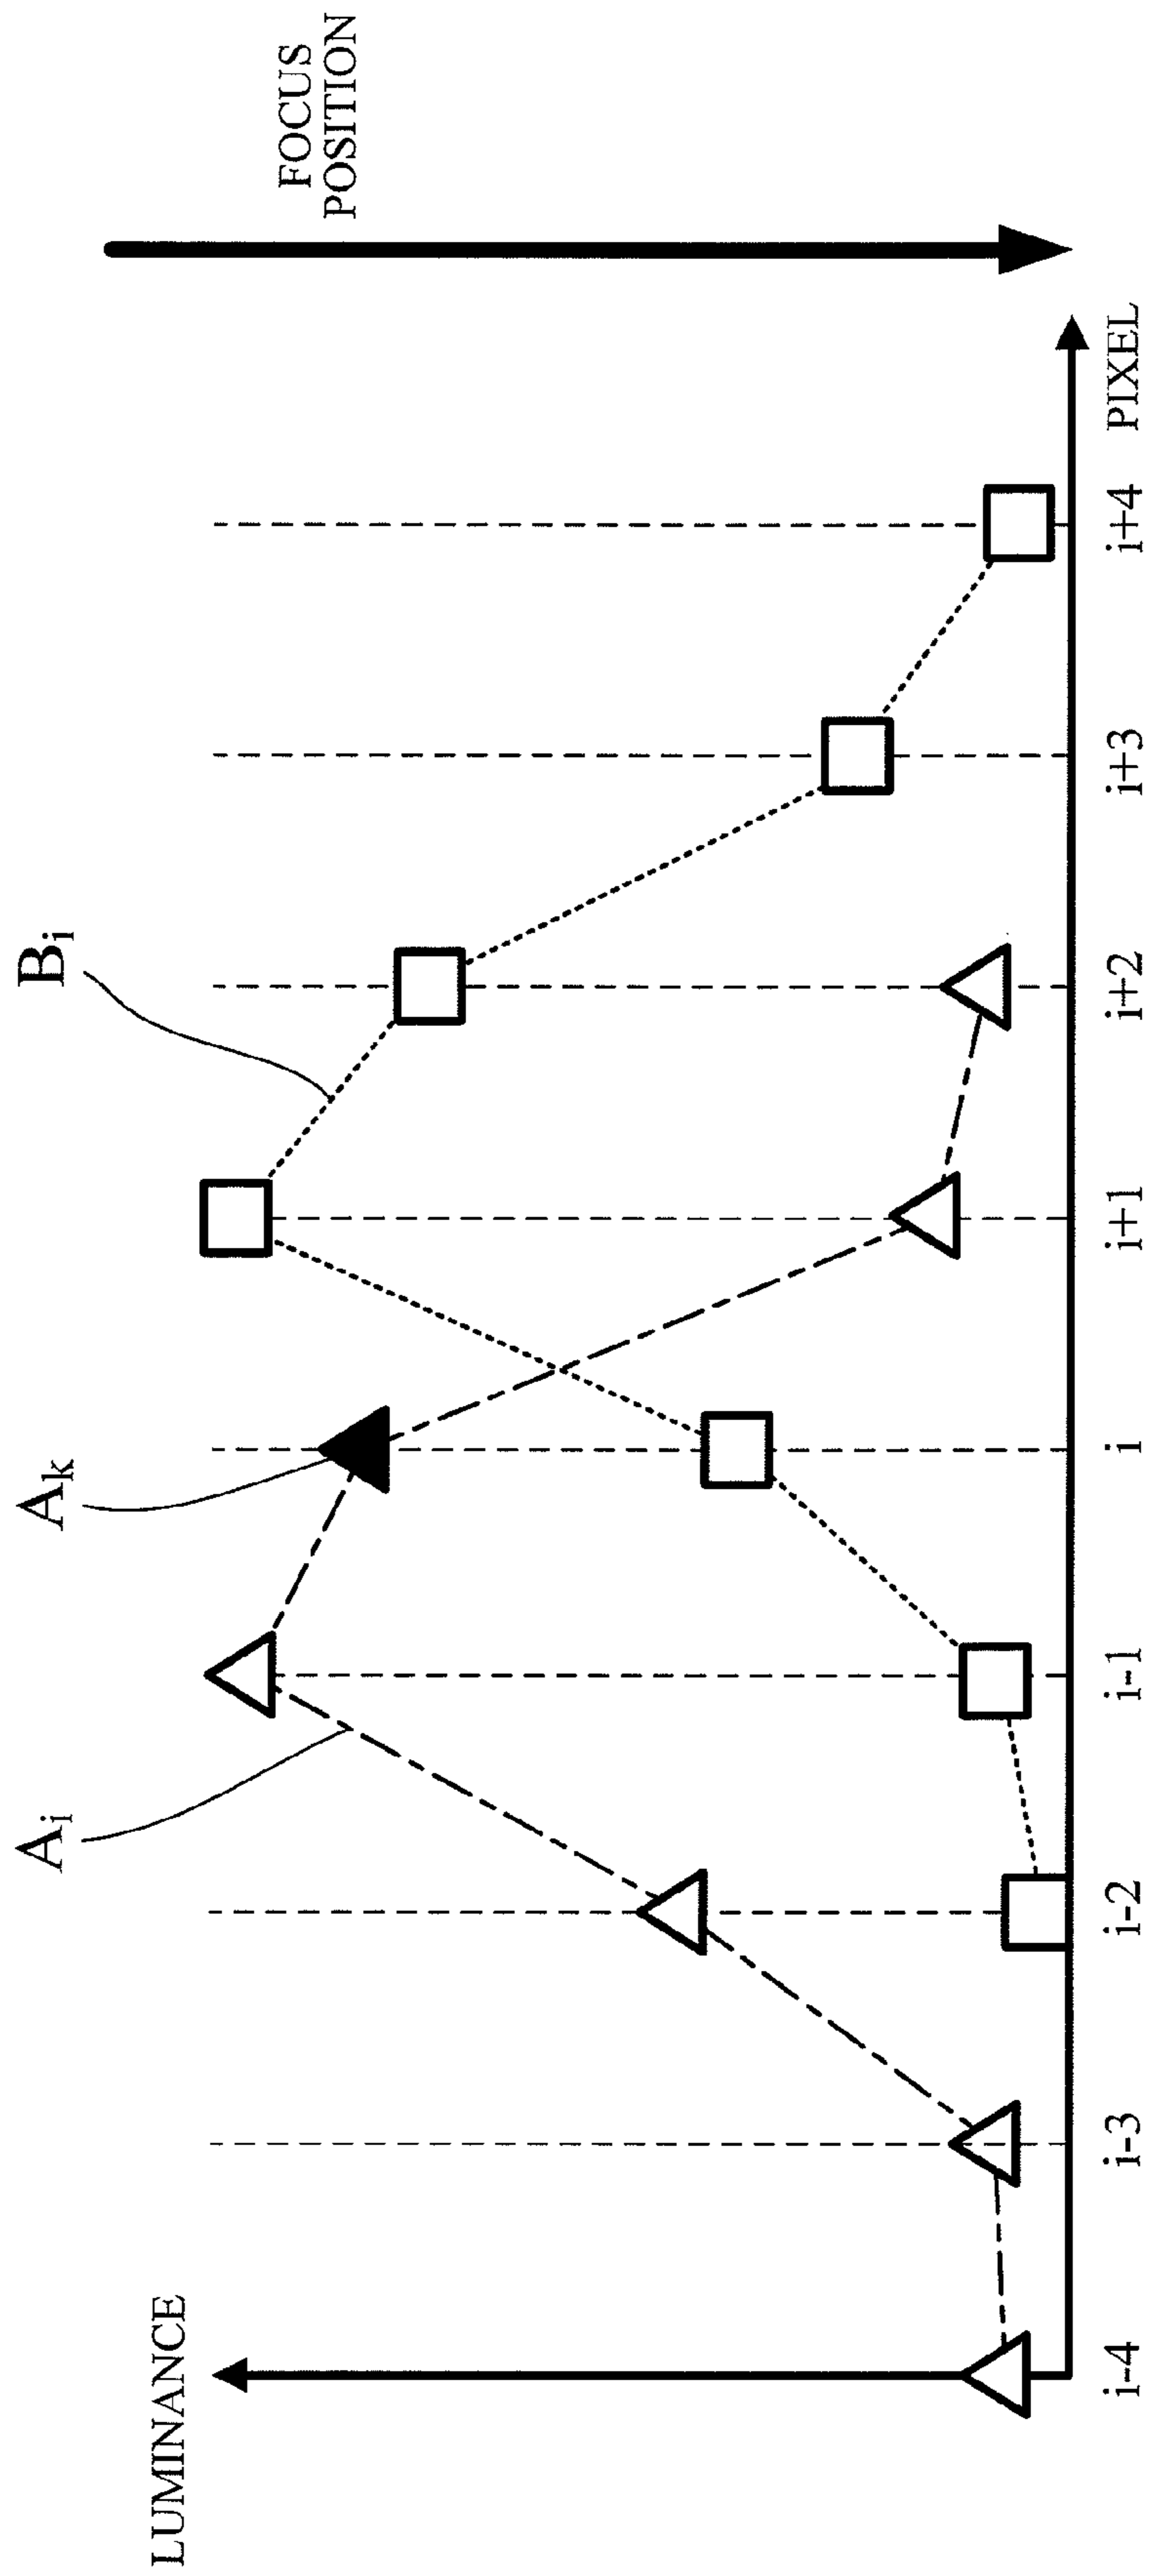 LUMINANCE
A_i
A_k
B_i
FOCUS
POSITION
i-4 i-3 i-2 i-1 i i+1 i+2 i+3 i+4 PIXEL